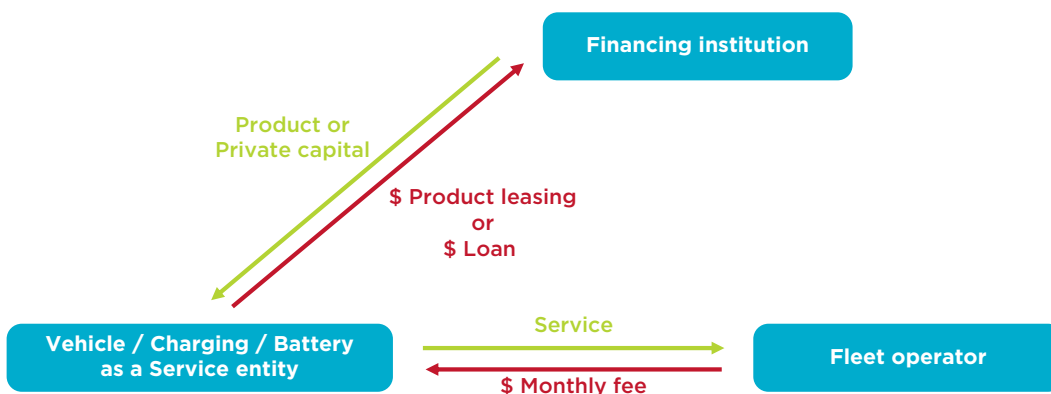 Financing institution
Product or
Private capital
$ Product leasing
or
$ Loan
Vehicle / Charging / Battery
as a Service entity
Service
$ Monthly fee
Fleet operator